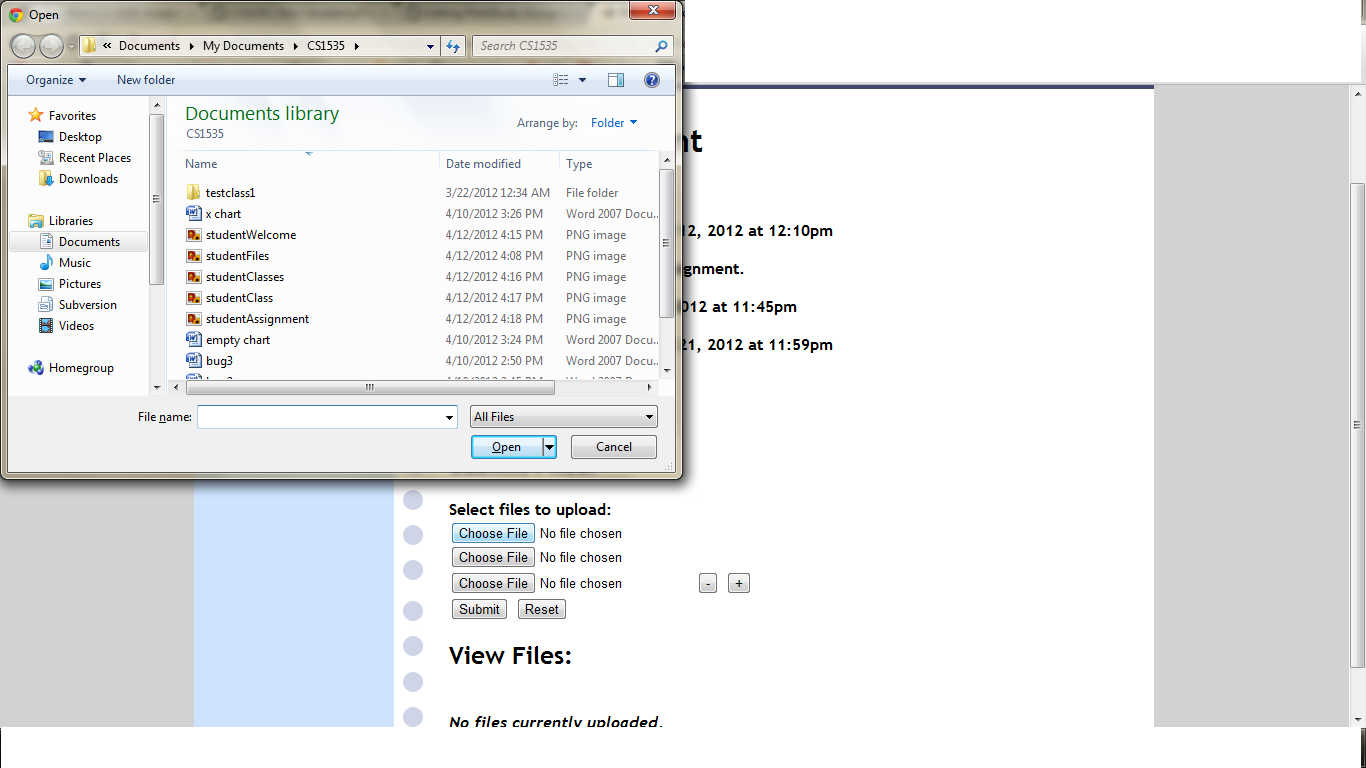 Open
« Documents My Documents CS1535 Search CS1535
Organize New folder
Documents library
CS1535
Arrange by: Folder
Name Date modified Type
testclass1 3/22/2012 12:34 AM File folder
x chart 4/10/2012 3:26 PM Word 2007 Docu...
studentWelcome 4/12/2012 4:15 PM PNG image
studentFiles 4/12/2012 4:08 PM PNG image
studentClasses 4/12/2012 4:16 PM PNG image
studentClass 4/12/2012 4:17 PM PNG image
studentAssignment 4/12/2012 4:18 PM PNG image
empty chart 4/10/2012 3:24 PM Word 2007 Docu...
bug3 4/10/2012 2:50 PM Word 2007 Docu...
Favorites
Desktop
Recent Places
Downloads
Libraries
Documents
Music
Pictures
Subversion
Videos
Homegroup
File name: All Files
Open Cancel
nt
12, 2012 at 12:10pm
gnment.
012 at 11:45pm
21, 2012 at 11:59pm
Select files to upload:
Choose File No file chosen
Choose File No file chosen
Choose File No file chosen - +
Submit Reset
View Files:
No files currently uploaded.